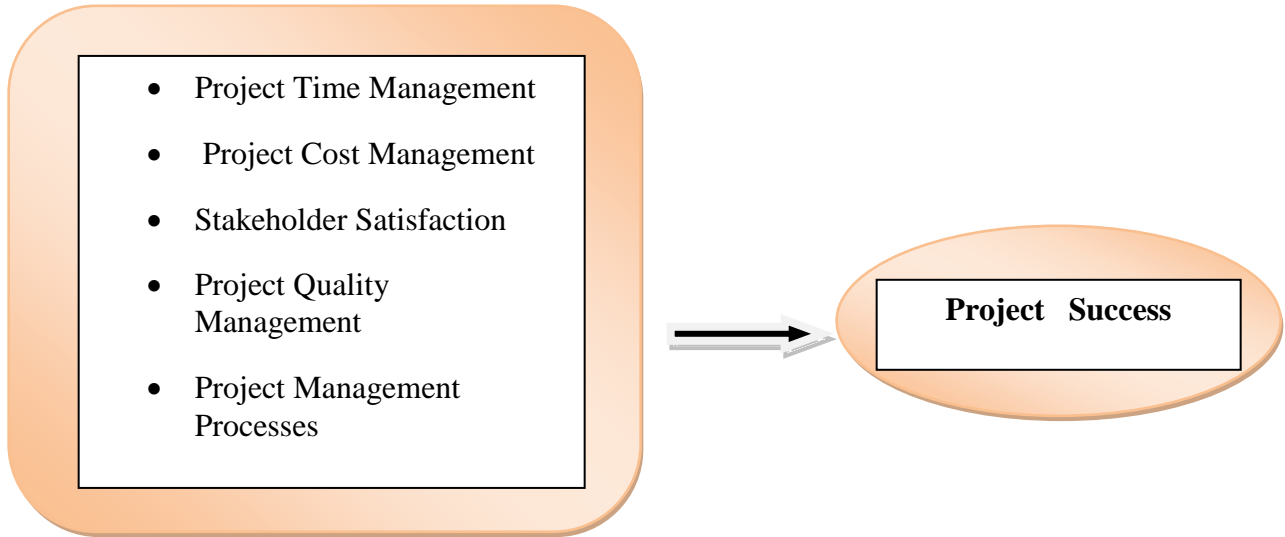 • Project Time Management
• Project Cost Management
• Stakeholder Satisfaction
• Project Quality
Management
• Project Management
Processes
Project Success